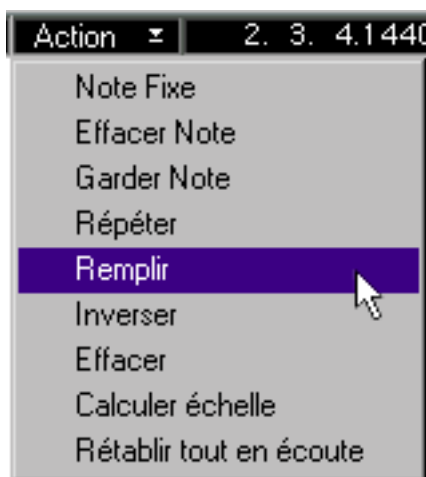 Action 2. 3. 4.1440
Note Fixe
Effacer Note
Garder Note
Répéter
Remplir
Inverser
Effacer
Calculer échelle
Rétablir tout en écoute